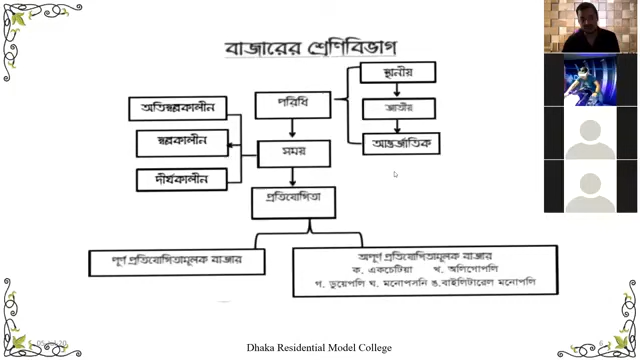 বাজারের শ্রেণিবিভাগ
স্থানীয়
জাতীয়
আন্তর্জাতিক
পরিধি
সময়
প্রতিযোগিতা
অতিস্বল্পকালীন
স্বল্পকালীন
দীর্ঘকালীন
পূর্ণ প্রতিযোগিতামূলক বাজার
অপূর্ণ প্রতিযোগিতামূলক বাজার
ক. একচেটিয়া খ. অলিগোপলি
গ. ডুয়েপলি ঘ. মনোপসনি ঙ.বাইলিটারেল মনোপলি
Dhaka Residential Model College